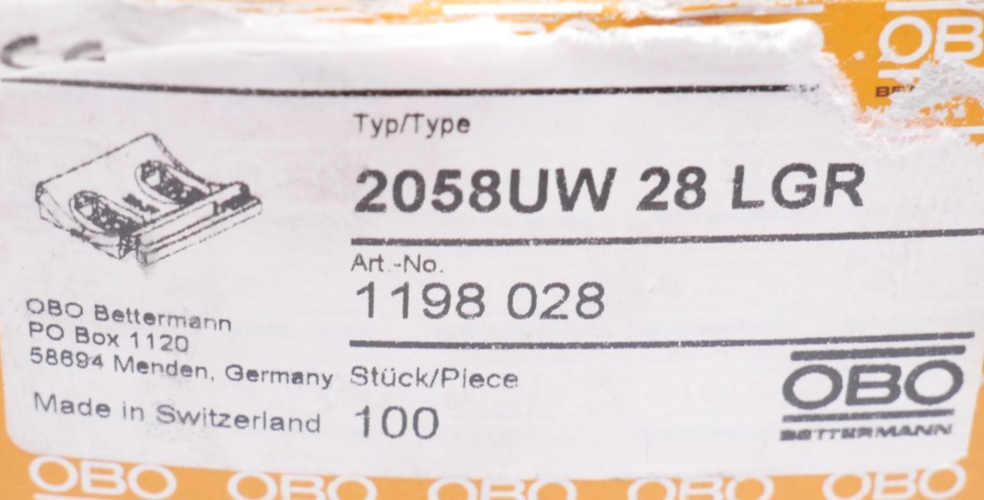 CE
OBO
Typ/Type
2058UW 28 LGR
Art.-No.
1198 028
OBO Bettermann
PO Box 1120
58694 Menden, Germany
Made in Switzerland
Stück/Piece
100
OBO
BETTERMANN
OBO OBO OBO OBO OBO